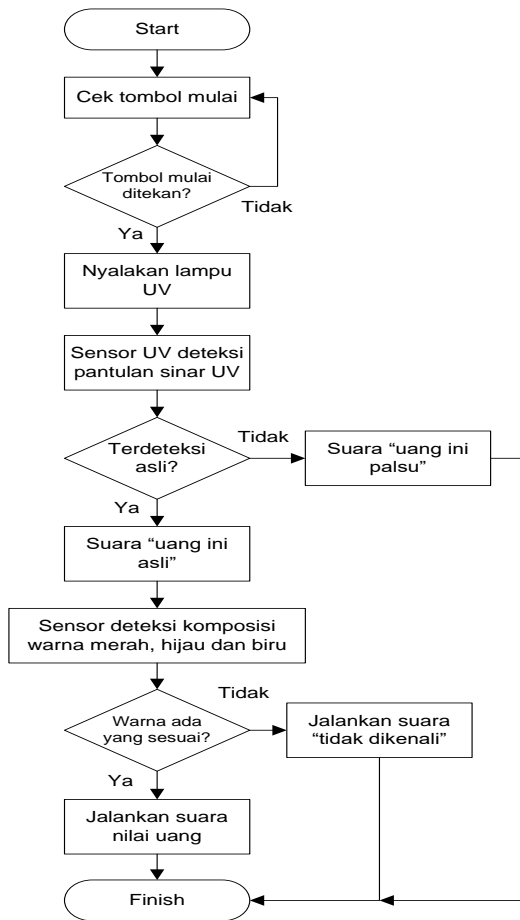 Start
Cek tombol mulai
Tombol mulai
ditekan?
Tidak
Ya
Nyalakan lampu
UV
Sensor UV deteksi
pantulan sinar UV
Terdeteksi
asli?
Tidak
Suara “uang ini
palsu”
Ya
Suara “uang ini
asli”
Sensor deteksi komposisi
warna merah, hijau dan biru
Tidak
Warna ada
yang sesuai?
Jalankan suara
“tidak dikenali”
Ya
Jalankan suara
nilai uang
Finish